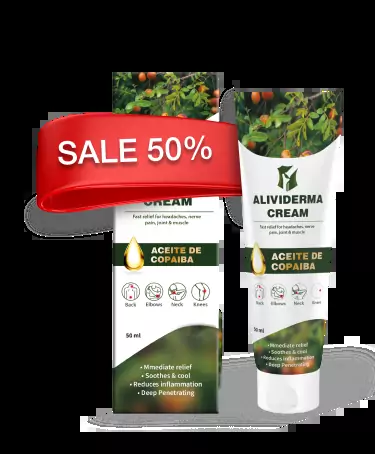 SALE 50%
CREAM
Fast relief for headaches, nerve
pain, joint & muscle
ACEITE DE
COPAIBA
Back Elbows Neck Knees
50 ml
• Mmediate relief
• Soothes & cool
• Reduces inflammation
• Deep Penetrating
ALIVIDERMA
CREAM
Fast relief for headaches, nerve
pain, joint & muscle
ACEITE DE
COPAIBA
Back Elbows Neck Knees
50 ml
• Mmediate relief
• Soothes & cool
• Reduces inflammation
• Deep Penetrating